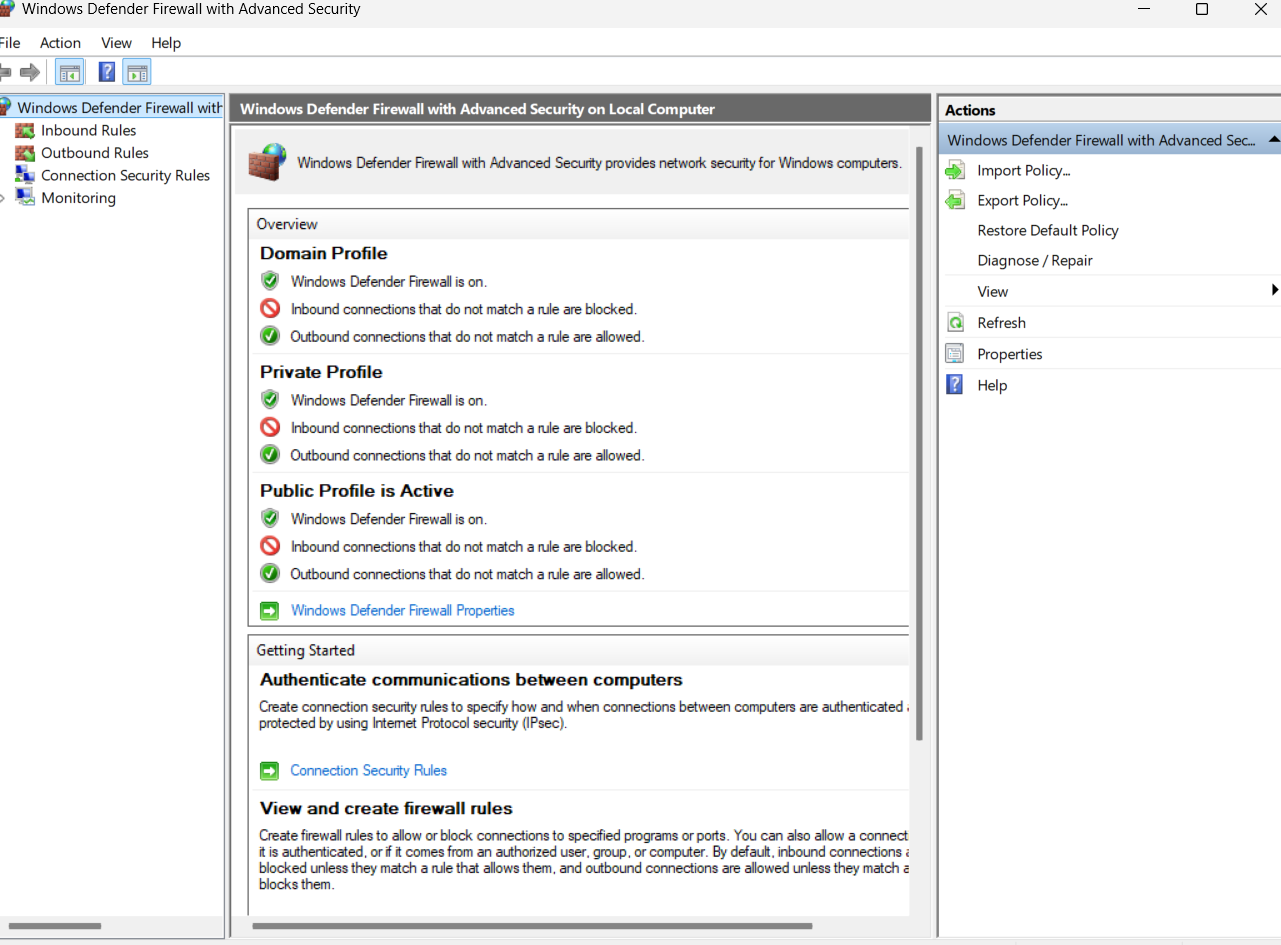 Windows Defender Firewall with Advanced Security
File Action View Help
Windows Defender Firewall with
Inbound Rules
Outbound Rules
Connection Security Rules
Monitoring
Windows Defender Firewall with Advanced Security on Local Computer
Windows Defender Firewall with Advanced Security provides network security for Windows computers.
Overview
Domain Profile
Windows Defender Firewall is on.
Inbound connections that do not match a rule are blocked.
Outbound connections that do not match a rule are allowed.
Private Profile
Windows Defender Firewall is on.
Inbound connections that do not match a rule are blocked.
Outbound connections that do not match a rule are allowed.
Public Profile is Active
Windows Defender Firewall is on.
Inbound connections that do not match a rule are blocked.
Outbound connections that do not match a rule are allowed.
Windows Defender Firewall Properties
Getting Started
Authenticate communications between computers
Create connection security rules to specify how and when connections between computers are authenticated
protected by using Internet Protocol security (IPsec).
Connection Security Rules
View and create firewall rules
Create firewall rules to allow or block connections to specified programs or ports. You can also allow a connect
it is authenticated, or if it comes from an authorized user, group, or computer. By default, inbound connections
blocked unless they match a rule that allows them, and outbound connections are allowed unless they match a
blocks them.
Actions
Windows Defender Firewall with Advanced Sec...
Import Policy...
Export Policy...
Restore Default Policy
Diagnose / Repair
View
Refresh
Properties
Help